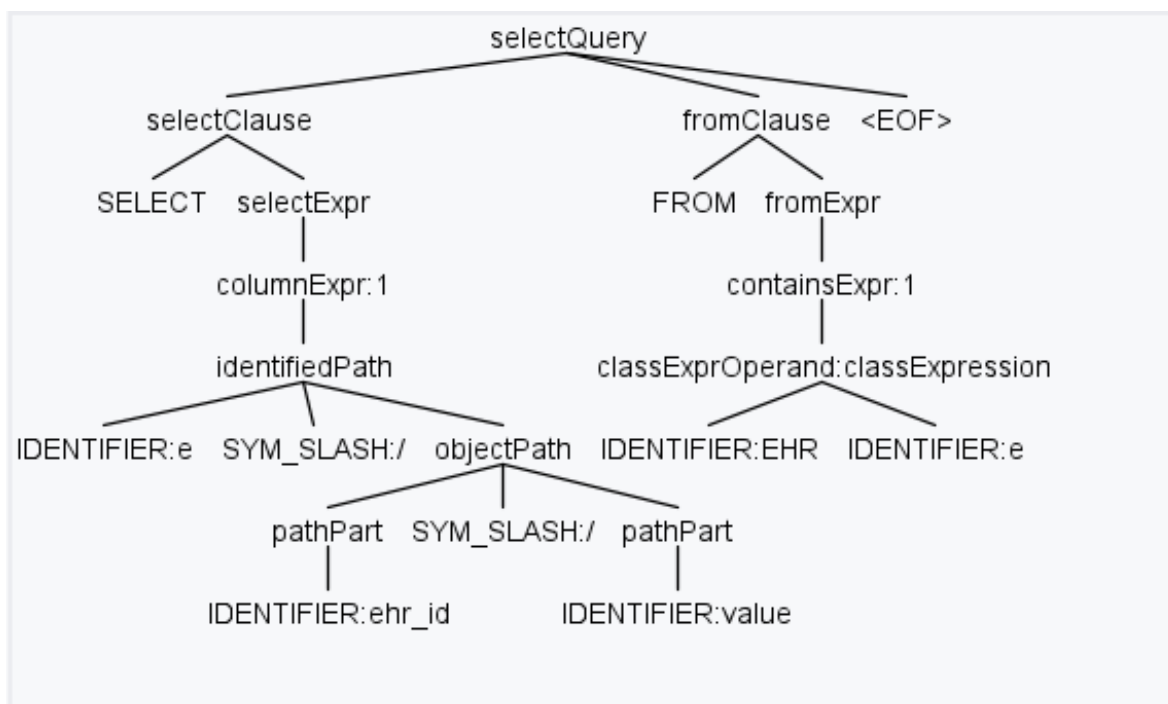 selectQuery
selectClause fromClause <EOF>
SELECT selectExpr FROM fromExpr
columnExpr:1 containsExpr:1
identifiedPath classExprOperand:classExpression
IDENTIFIER:e SYM_SLASH:/ objectPath IDENTIFIER:EHR IDENTIFIER:e
pathPart SYM_SLASH:/ pathPart
IDENTIFIER:ehr_id IDENTIFIER:value